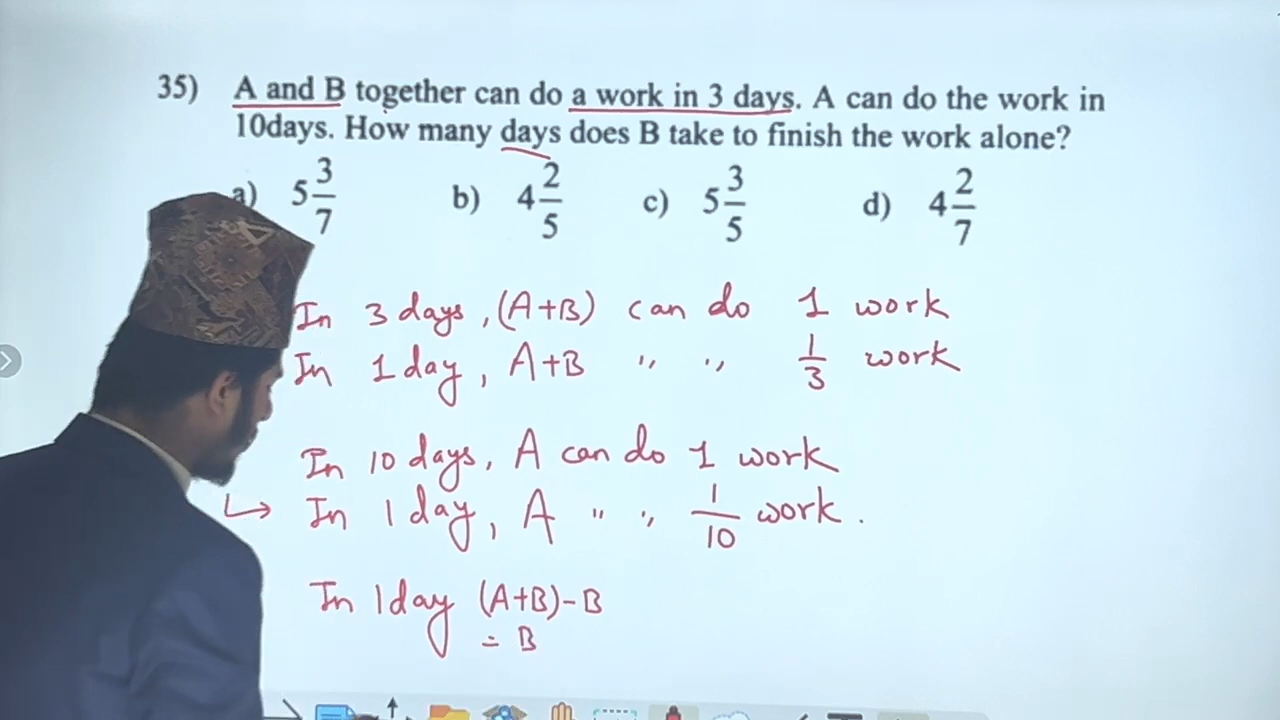 35) A and B together can do a work in 3 days. A can do the work in
10days. How many days does B take to finish the work alone?
a) 5 3/7 b) 4 2/5 c) 5 3/5 d) 4 2/7
In 3 days, (A+B) can do 1 work
In 1 day, A+B " " 1/3 work
In 10 days, A can do 1 work
↳ In 1 day, A " " 1/10 work.
In 1 day (A+B)-B
= B